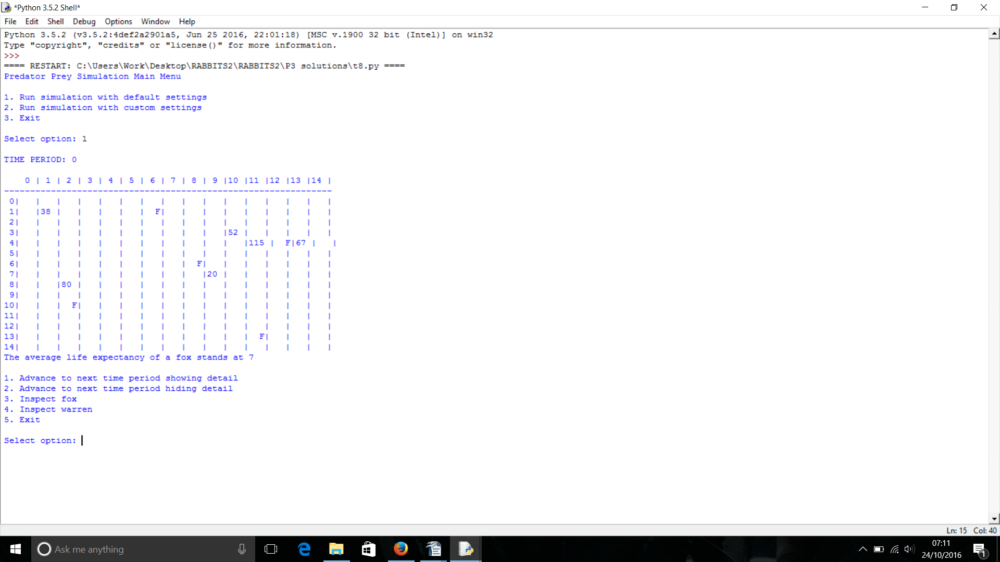 *Python 3.5.2 Shell*
File Edit Shell Debug Options Window Help
Python 3.5.2 (v3.5.2:4def2a2901a5, Jun 25 2016, 22:01:18) [MSC v.1900 32 bit (Intel)] on win32
Type "copyright", "credits" or "license()" for more information.
>>>
==== RESTART: C:\Users\Work\Desktop\RABBITS2\RABBITS2\P3 solutions\t8.py ====
Predator Prey Simulation Main Menu
1. Run simulation with default settings
2. Run simulation with custom settings
3. Exit
Select option: 1
TIME PERIOD: 0
    0 | 1 | 2 | 3 | 4 | 5 | 6 | 7 | 8 | 9 |10 |11 |12 |13 |14 |
---------------------------------------------------------------
 0|   |   |   |   |   |   |   |   |   |   |   |   |   |   |   |
 1|   |38 |   |   |   |   |  F|   |   |   |   |   |   |   |   |
 2|   |   |   |   |   |   |   |   |   |   |   |   |   |   |   |
 3|   |   |   |   |   |   |   |   |   |   |52 |   |   |   |   |
 4|   |   |   |   |   |   |   |   |   |   |   |115 |  F|67 |   |
 5|   |   |   |   |   |   |   |   |   |   |   |   |   |   |   |
 6|   |   |   |   |   |   |   |   |  F|   |   |   |   |   |   |
 7|   |   |   |   |   |   |   |   |   |20 |   |   |   |   |   |
 8|   |   |80 |   |   |   |   |   |   |   |   |   |   |   |   |
 9|   |   |   |   |   |   |   |   |   |   |   |   |   |   |   |
10|   |   |  F|   |   |   |   |   |   |   |   |   |   |   |   |
11|   |   |   |   |   |   |   |   |   |   |   |   |   |   |   |
12|   |   |   |   |   |   |   |   |   |   |   |   |   |   |   |
13|   |   |   |   |   |   |   |   |   |   |   |  F|   |   |   |
14|   |   |   |   |   |   |   |   |   |   |   |   |   |   |   |
The average life expectancy of a fox stands at 7
1. Advance to next time period showing detail
2. Advance to next time period hiding detail
3. Inspect fox
4. Inspect warren
5. Exit
Select option:
Ln: 15 Col: 40
Ask me anything
07:11
24/10/2016
1